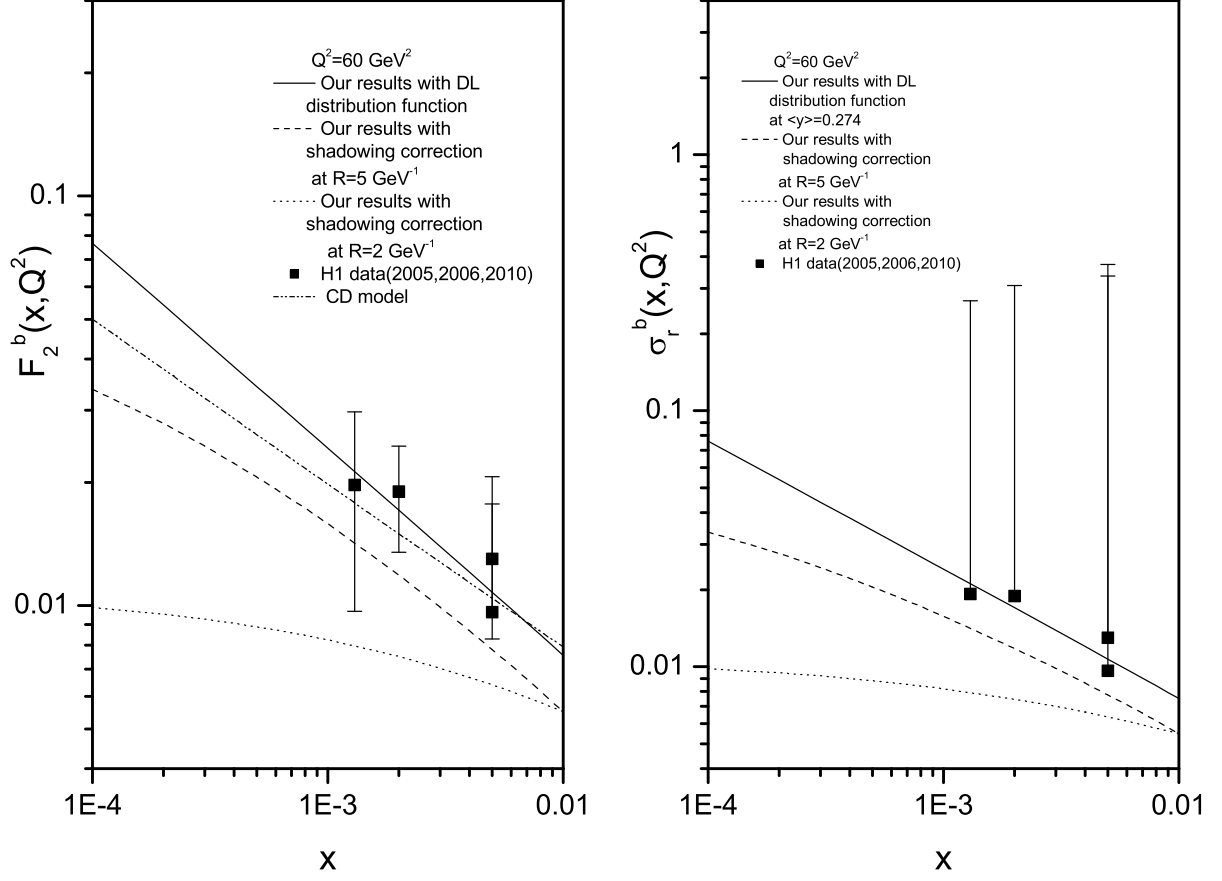 Q²=60 GeV²
Our results with DL
distribution function
Our results with
shadowing correction
at R=5 GeV⁻¹
Our results with
shadowing correction
at R=2 GeV⁻¹
H1 data(2005,2006,2010)
CD model
0.1
0.01
F₂ᵇ(x,Q²)
1E-4 1E-3 0.01
x
Q²=60 GeV²
Our results with DL
distribution function
at <y>=0.274
Our results with
shadowing correction
at R=5 GeV⁻¹
Our results with
shadowing correction
at R=2 GeV⁻¹
H1 data(2005,2006,2010)
1
0.1
0.01
σᵣᵇ(x,Q²)
1E-4 1E-3 0.01
x